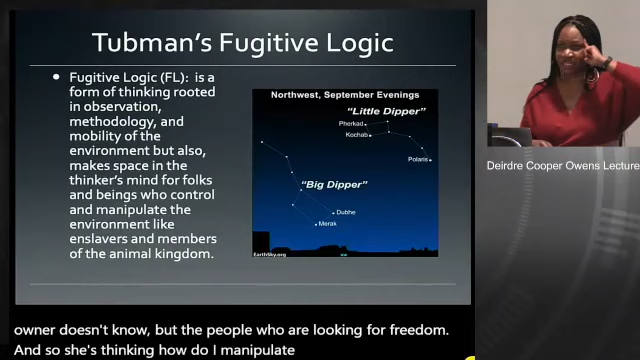 Tubman's Fugitive Logic
Fugitive Logic (FL): is a
form of thinking rooted
in observation,
methodology, and
mobility of the
environment but also,
makes space in the
thinker's mind for folks
and beings who control
and manipulate the
environment like
enslavers and members
of the animal kingdom.
Northwest, September Evenings
"Little Dipper"
Pherkad
Kochab
Polaris
"Big Dipper"
Dubhe
Merak
EarthSky.org
NW
Deirdre Cooper Owens Lecture
owner doesn't know, but the people who are looking for freedom.
And so she's thinking how do I manipulate